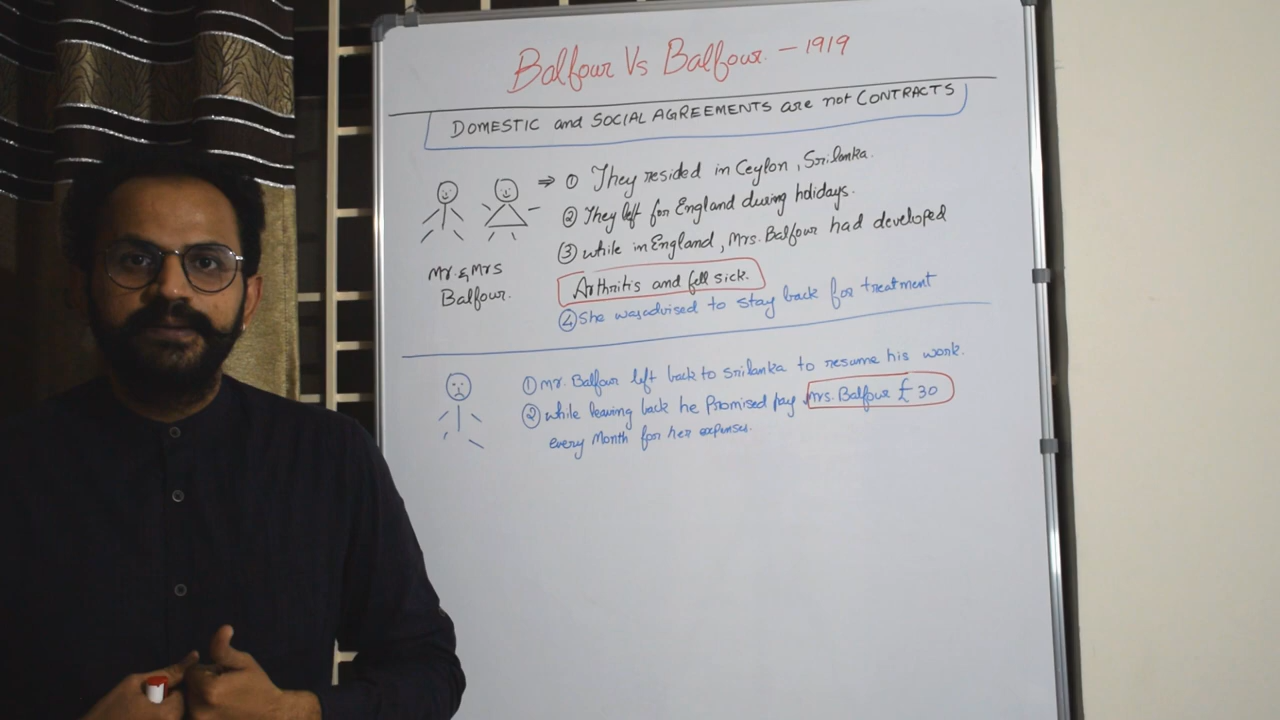 Balfour Vs Balfour. - 1919
DOMESTIC and SOCIAL AGREEMENTS are not CONTRACTS
⇒ ① They resided in Ceylon, Srilanka.
② They left for England during holidays.
③ while in England, Mrs. Balfour had developed
Arthritis and fell sick.
④ She was advised to stay back for treatment
Mr. & Mrs
Balfour.
① Mr. Balfour left back to Srilanka to resume his work.
② while leaving back he Promised pay Mrs. Balfour £ 30
every Month for her expenses.